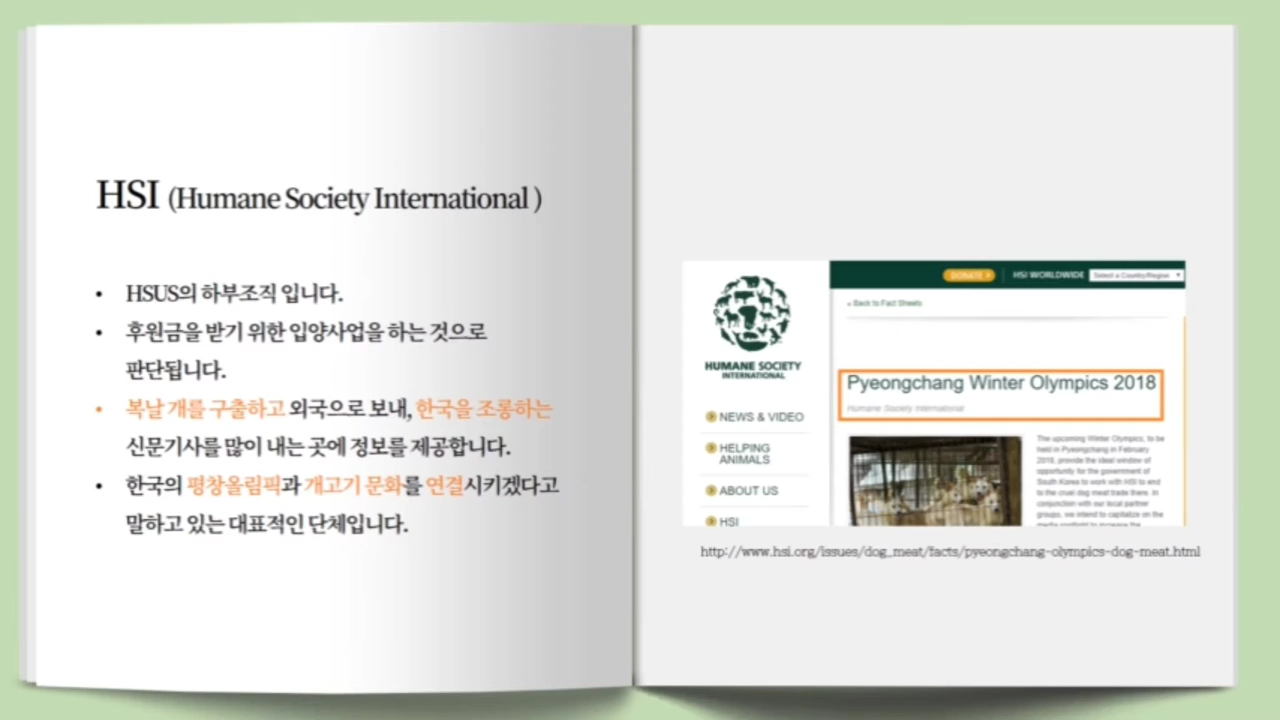 HSI (Humane Society International )
• HSUS의 하부조직 입니다.
• 후원금을 받기 위한 입양사업을 하는 것으로
판단됩니다.
• 복날 개를 구출하고 외국으로 보내, 한국을 조롱하는
신문기사를 많이 내는 곳에 정보를 제공합니다.
• 한국의 평창올림픽과 개고기 문화를 연결시키겠다고
말하고 있는 대표적인 단체입니다.
DONATE >
HSI WORLDWIDE
Select a Country/Region
« Back to Fact Sheets
HUMANE SOCIETY
INTERNATIONAL
Pyeongchang Winter Olympics 2018
Humane Society International
NEWS & VIDEO
HELPING
ANIMALS
ABOUT US
HSI
The upcoming Winter Olympics, to be
held in Pyeongchang in February
2018, provide the ideal window of
opportunity for the government of
South Korea to work with HSI to end
to the cruel dog meat trade there. In
conjunction with our local partner
groups, we intend to capitalize on the
media spotlight to increase the
http://www.hsi.org/issues/dog_meat/facts/pyeongchang-olympics-dog-meat.html